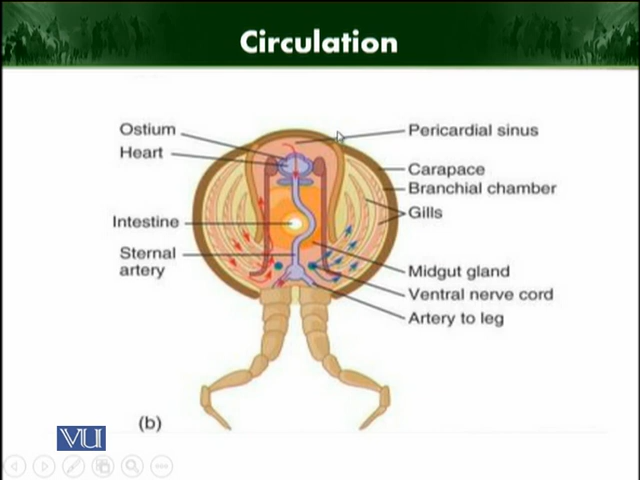 Circulation
Ostium
Heart
Intestine
Sternal
artery
Pericardial sinus
Carapace
Branchial chamber
Gills
Midgut gland
Ventral nerve cord
Artery to leg
(b)
VU